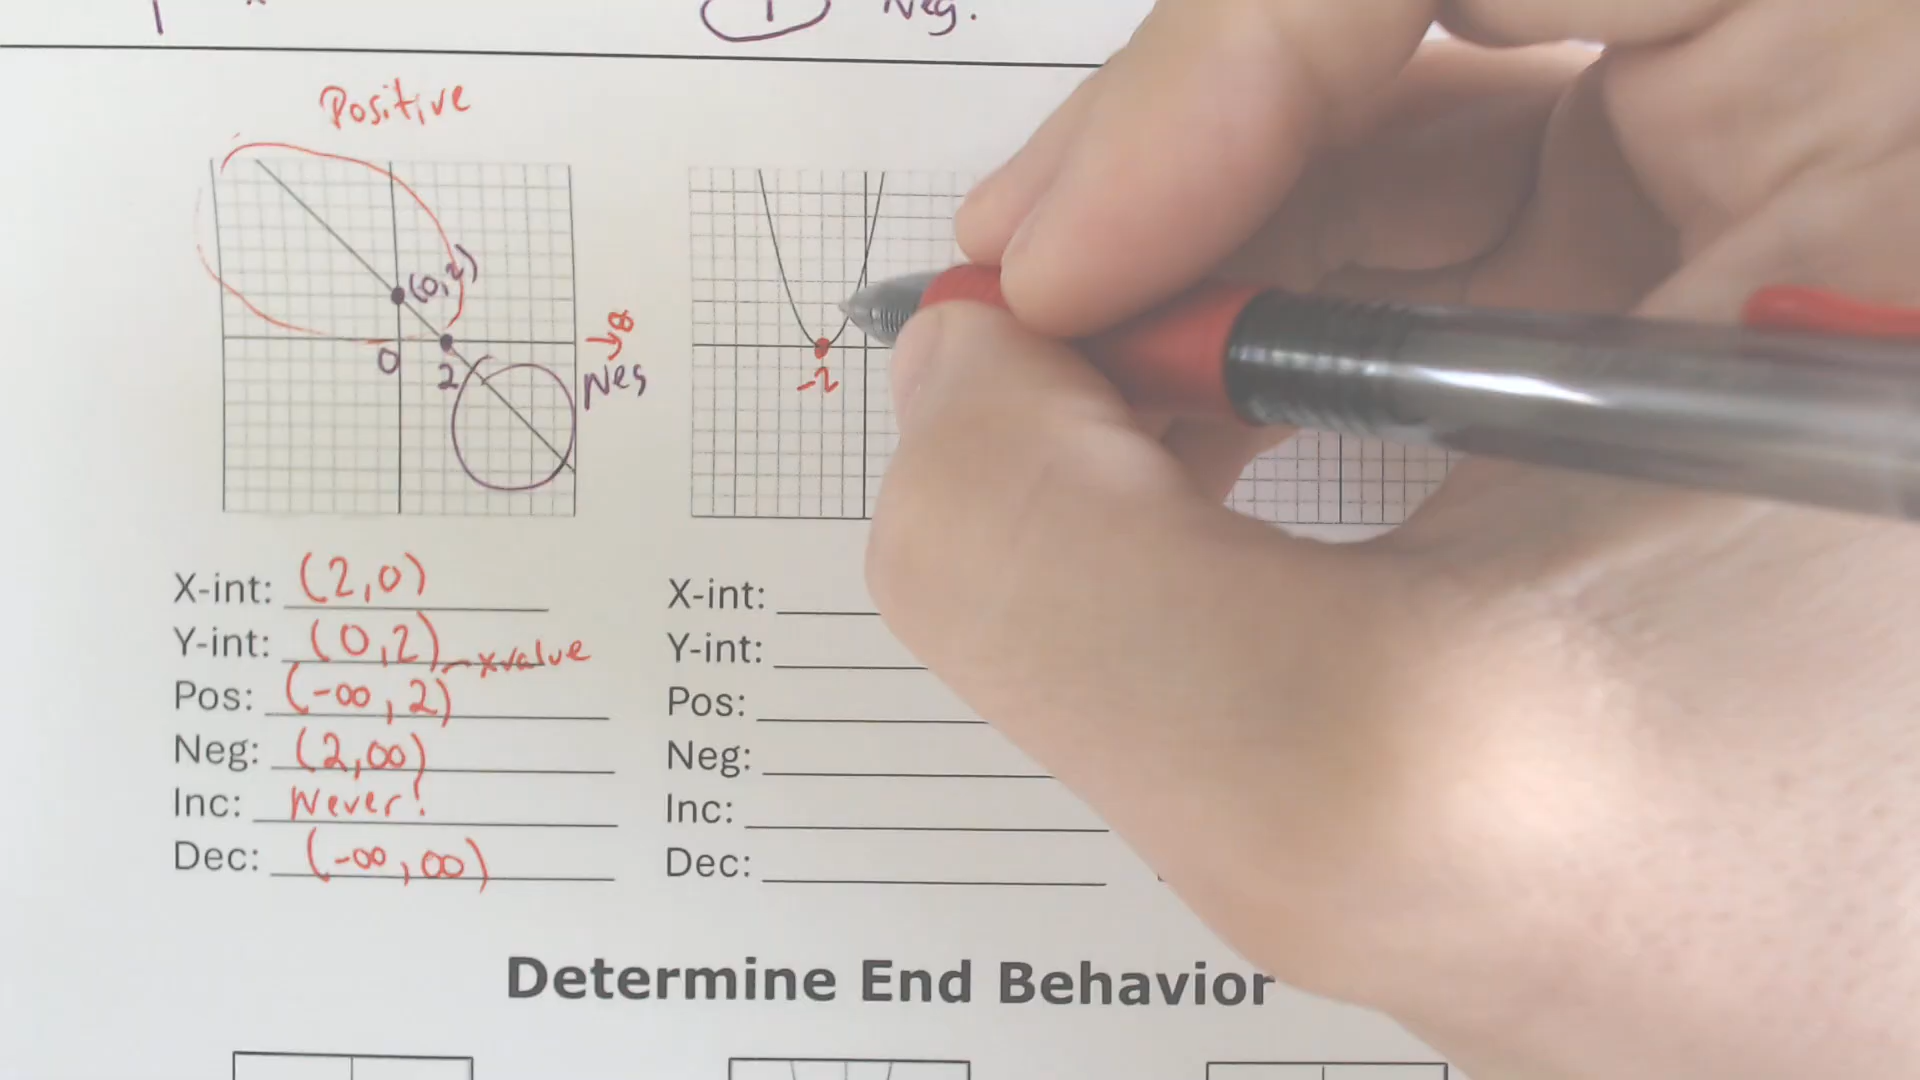 Neg.
Positive
(0,2)
0
2
→∞
Neg
-2
X-int: (2,0)
Y-int: (0,2) x value
Pos: (-∞, 2)
Neg: (2,∞)
Inc: Never!
Dec: (-∞,∞)
X-int:
Y-int:
Pos:
Neg:
Inc:
Dec:
Determine End Behavior